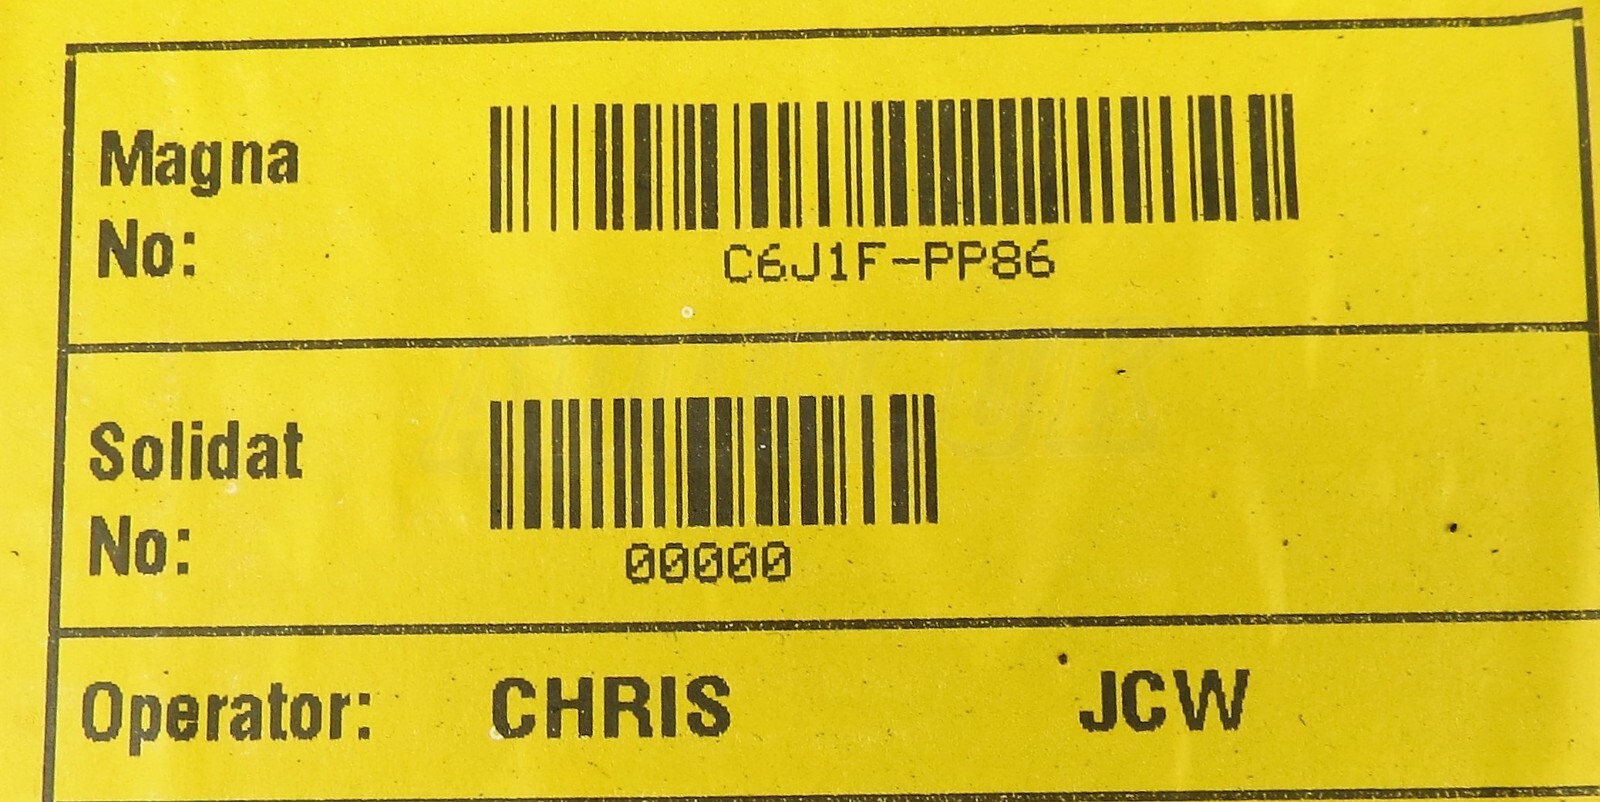 Magna
No:
C6J1F-PP86
Solidat
No:
00000
Operator: CHRIS JCW